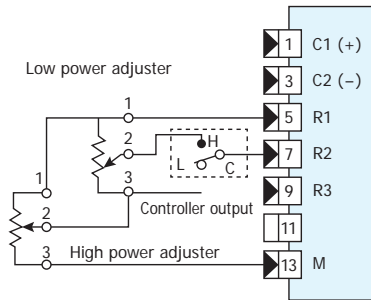 1 C1 (+)
Low power adjuster
3 C2 (−)
1
5 R1
H
2
7 R2
L
C
1
3
9 R3
Controller output
2
11
3
High power adjuster
13 M